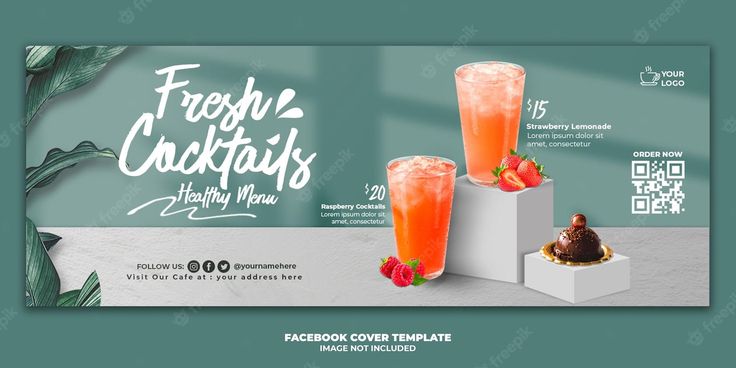 Fresh
Cocktails
Healthy Menu
FOLLOW US: @yournamehere
Visit Our Cafe at : your address here
$20
Raspberry Cocktails
Lorem ipsum dolor sit
amet, consectetur
$15
Strawberry Lemonade
Lorem ipsum dolor sit
amet, consectetur
YOUR
LOGO
ORDER NOW
FACEBOOK COVER TEMPLATE
IMAGE NOT INCLUDED
freepik